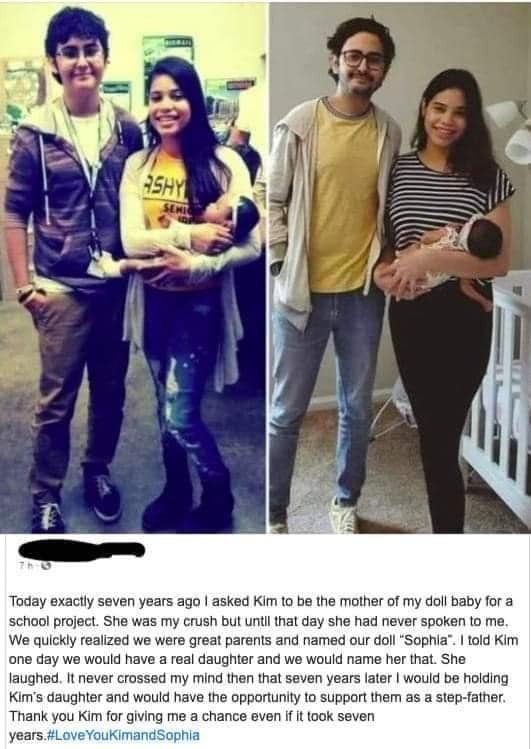 ASHY
SENIO
7 h
Today exactly seven years ago I asked Kim to be the mother of my doll baby for a
school project. She was my crush but until that day she had never spoken to me.
We quickly realized we were great parents and named our doll "Sophia". I told Kim
one day we would have a real daughter and we would name her that. She
laughed. It never crossed my mind then that seven years later I would be holding
Kim's daughter and would have the opportunity to support them as a step-father.
Thank you Kim for giving me a chance even if it took seven
years.#LoveYouKimandSophia